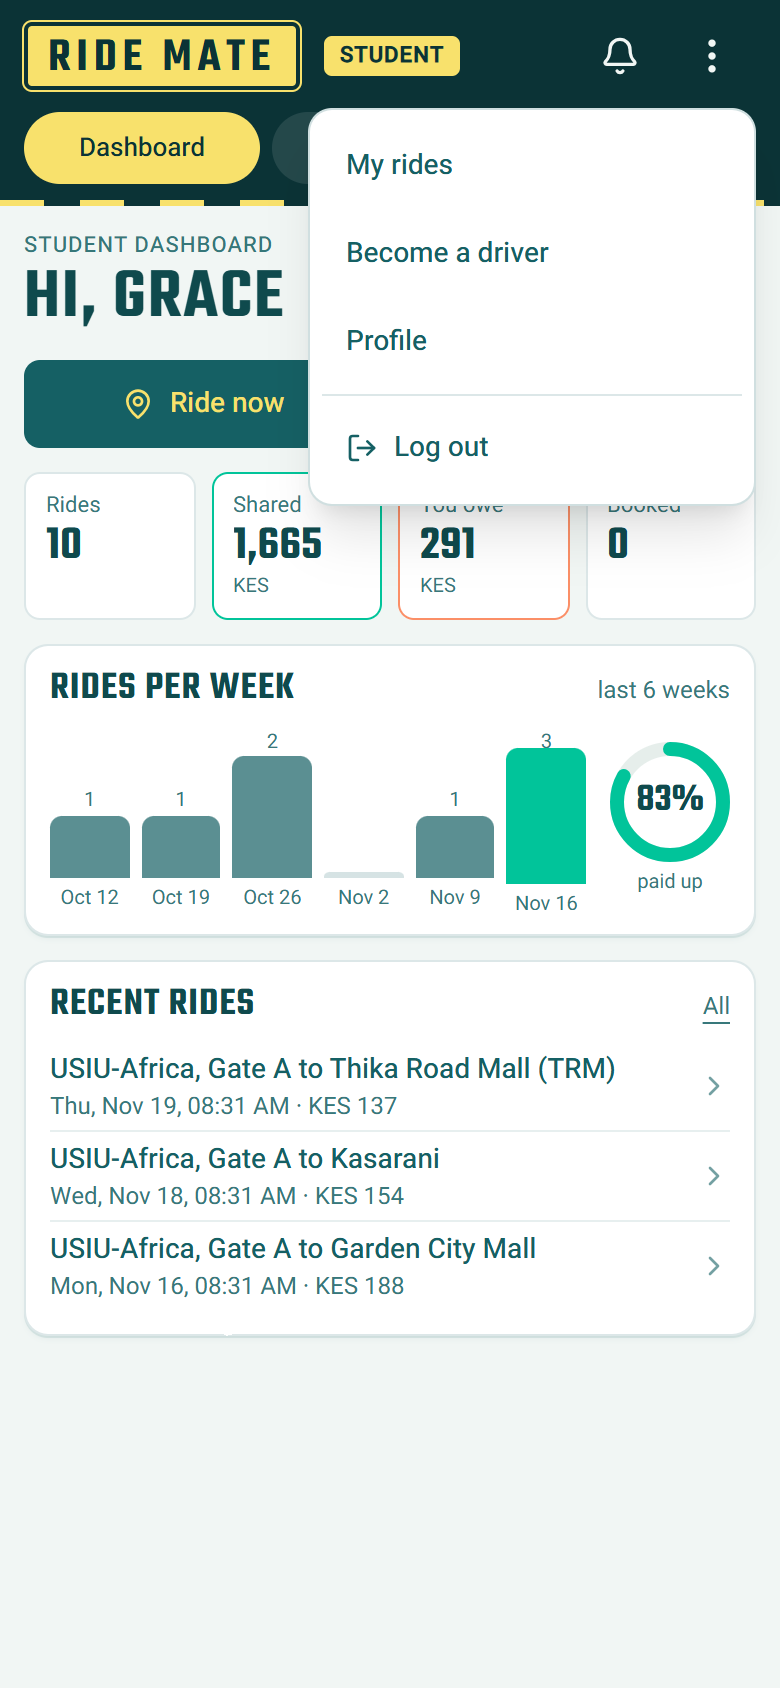 RIDE MATE
STUDENT
Dashboard
My rides
Become a driver
Profile
Log out
STUDENT DASHBOARD
HI, GRACE
Ride now
Rides
10
Shared
1,665
KES
You owe
291
KES
Booked
0
RIDES PER WEEK
last 6 weeks
1
1
2
1
3
Oct 12
Oct 19
Oct 26
Nov 2
Nov 9
Nov 16
83%
paid up
RECENT RIDES
All
USIU-Africa, Gate A to Thika Road Mall (TRM)
Thu, Nov 19, 08:31 AM · KES 137
USIU-Africa, Gate A to Kasarani
Wed, Nov 18, 08:31 AM · KES 154
USIU-Africa, Gate A to Garden City Mall
Mon, Nov 16, 08:31 AM · KES 188